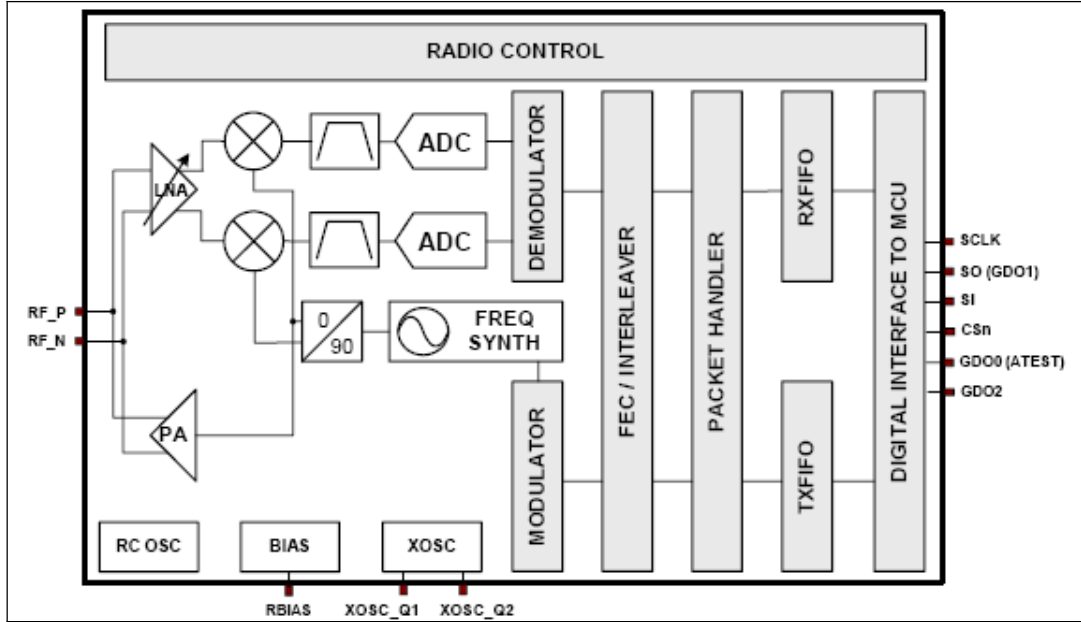 RADIO CONTROL
LNA
ADC
ADC
DEMODULATOR
FEC / INTERLEAVER
PACKET HANDLER
RXFIFO
DIGITAL INTERFACE TO MCU
SCLK
SO (GDO1)
SI
CSn
GDO0 (ATEST)
GDO2
RF_P
RF_N
0
90
FREQ
SYNTH
PA
MODULATOR
TXFIFO
RC OSC
BIAS
XOSC
RBIAS
XOSC_Q1
XOSC_Q2